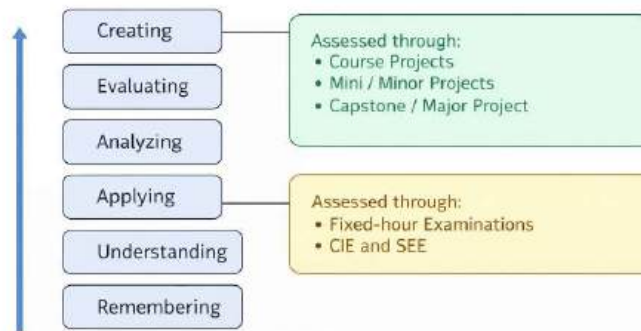 Creating
Evaluating
Analyzing
Applying
Understanding
Remembering
Assessed through:
• Course Projects
• Mini / Minor Projects
• Capstone / Major Project
Assessed through:
• Fixed-hour Examinations
• CIE and SEE